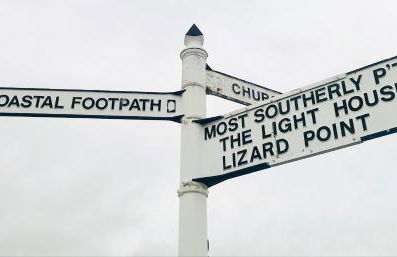 OASTAL FOOTPATH
CHUR
MOST SOUTHERLY P'T
THE LIGHT HOUS
LIZARD POINT